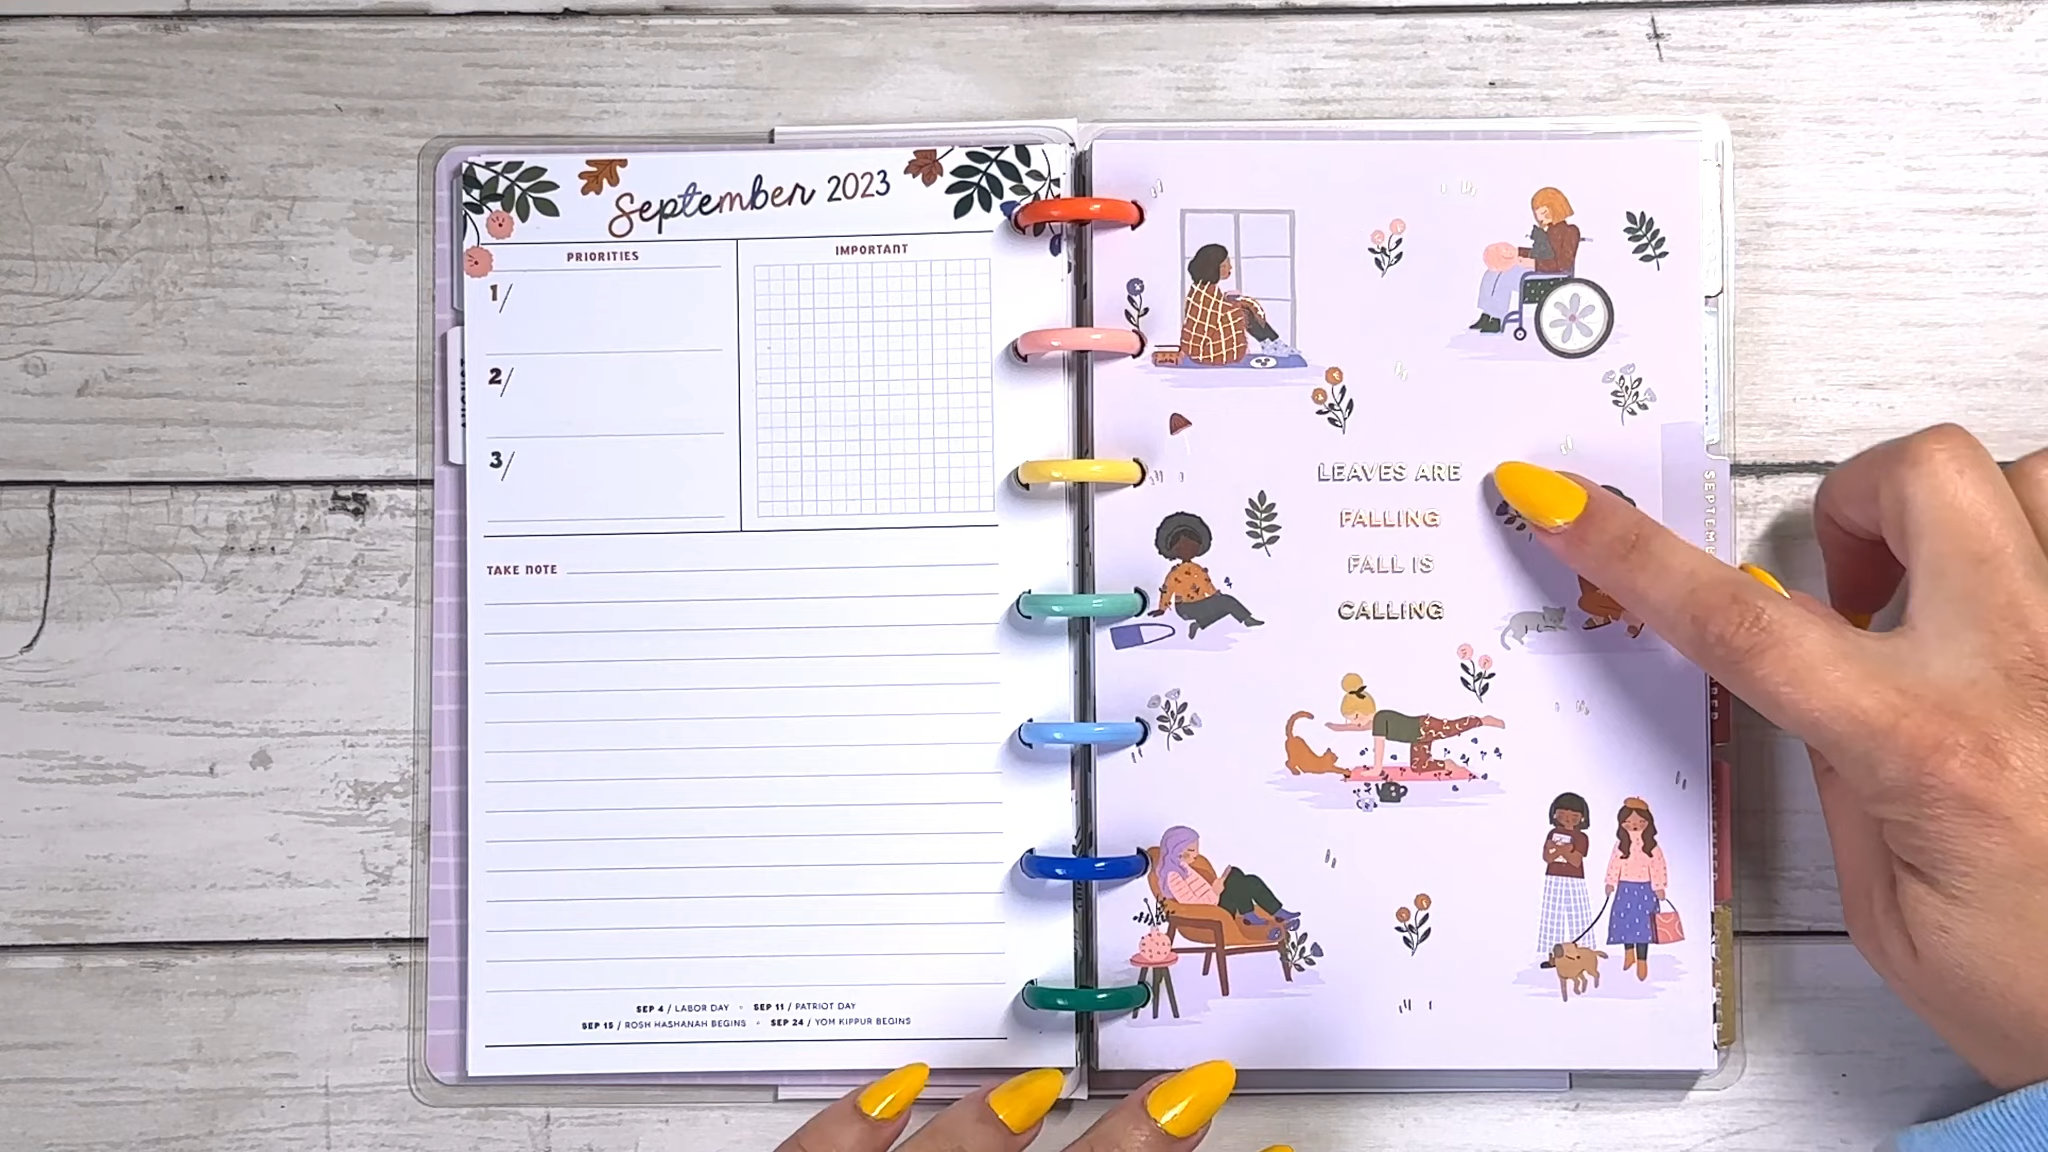 September 2023
PRIORITIES
IMPORTANT
1/
2/
3/
TAKE NOTE
SEP 4 / LABOR DAY • SEP 11 / PATRIOT DAY
SEP 15 / ROSH HASHANAH BEGINS • SEP 24 / YOM KIPPUR BEGINS
LEAVES ARE
FALLING
FALL IS
CALLING